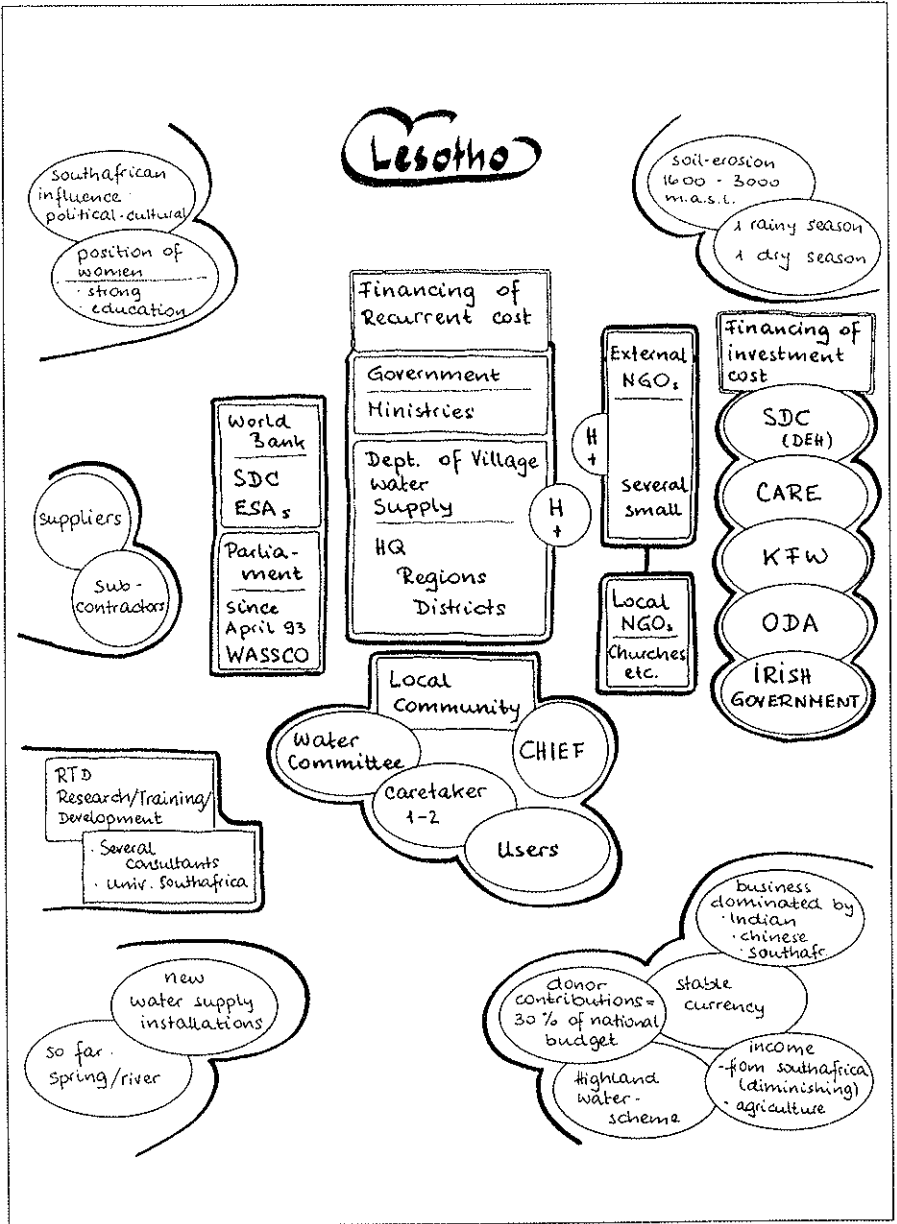 Lesotho
southafrican
influence ·
political-cultural
position of
women
· strong
education
soil-erosion
1600 - 3000
m.a.s.l.
1 rainy season
1 dry season
Financing of
Recurrent cost
Government
Ministries
Dept. of Village
Water
Supply
HQ
Regions
Districts
H
+
World
Bank
SDC
ESAs
Parlia-
ment
since
April 93
WASSCO
External
NGOs
Several
small
H
+
Local
NGOs
Churches
etc.
Financing of
investment
cost
SDC
(DEH)
CARE
KFW
ODA
IRISH
GOVERNMENT
Suppliers
Sub-
contractors
Local
Community
Water
Committee
CHIEF
Caretaker
1-2
Users
RTD
Research/Training/
Development
· Several
consultants
· Univ. Southafrica
new
water supply
installations
so far ·
spring/river
business
dominated by
· Indian
· chinese
· southafr.
donor
contributions =
30 % of national
budget
stable
currency
Highland
water -
scheme
income
-from southafrica
(diminishing)
· agriculture